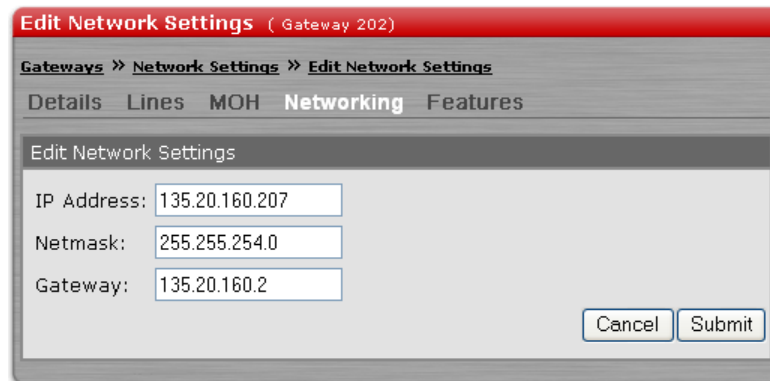 Edit Network Settings ( Gateway 202)
Gateways » Network Settings » Edit Network Settings
Details Lines MOH Networking Features
Edit Network Settings
IP Address: 135.20.160.207
Netmask: 255.255.254.0
Gateway: 135.20.160.2
Cancel Submit